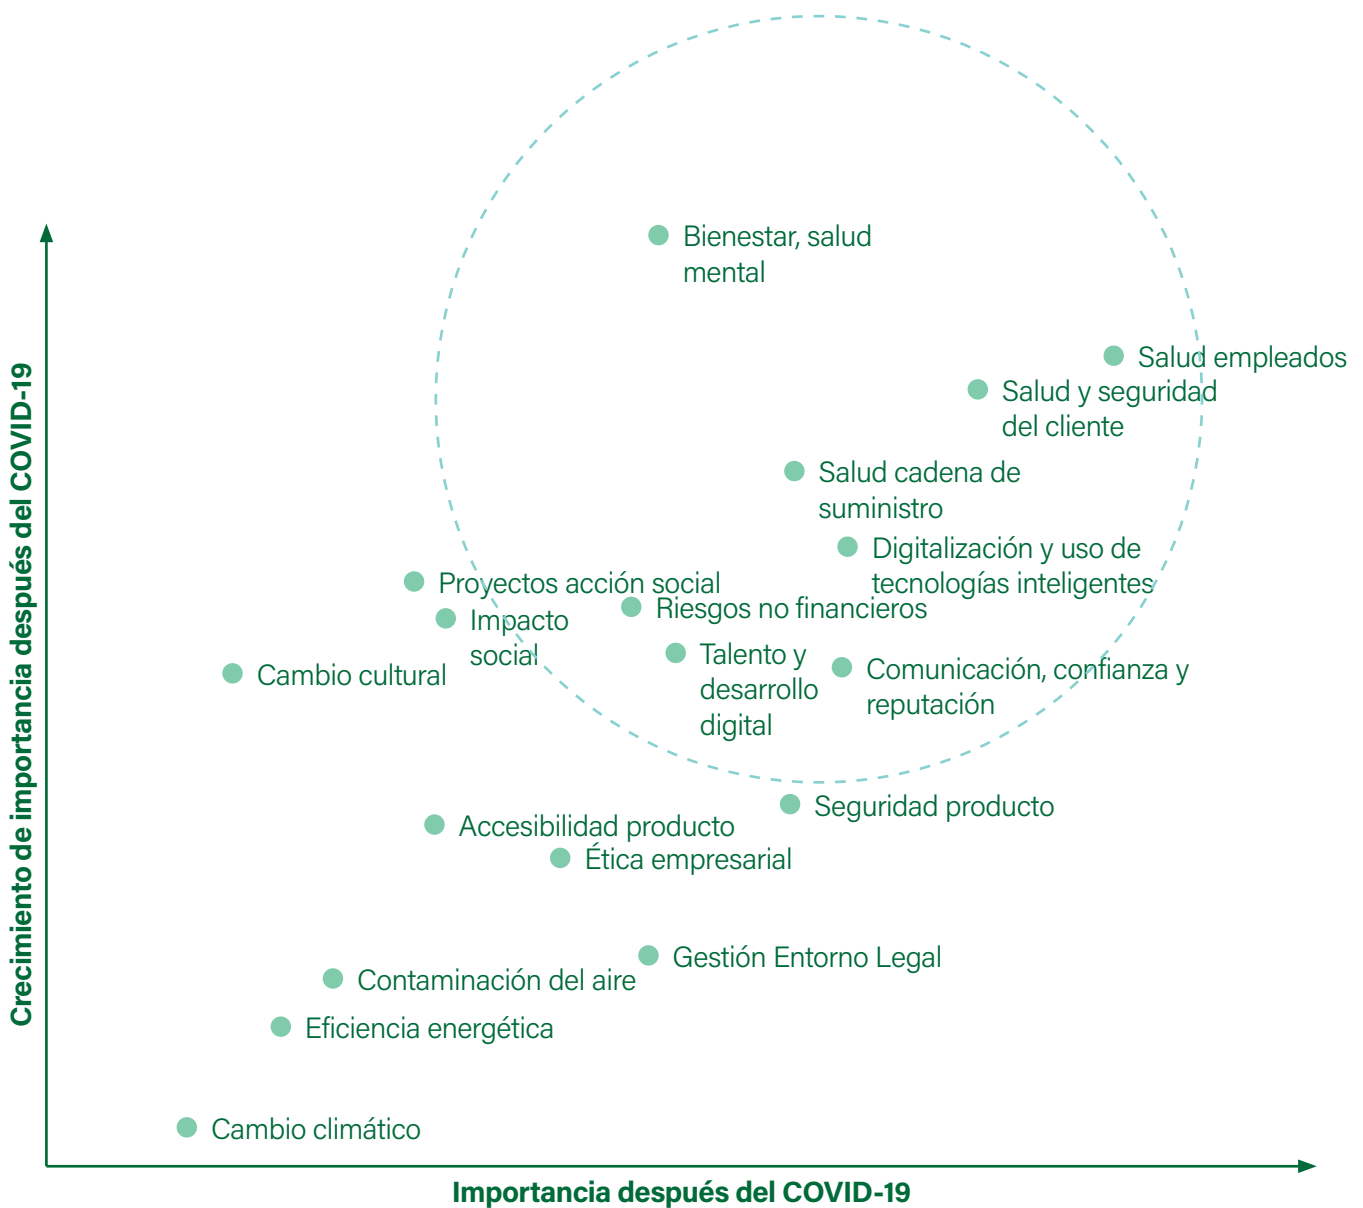 Bienestar, salud
mental
Salud empleados
Salud y seguridad
del cliente
Salud cadena de
suministro
Digitalización y uso de
tecnologías inteligentes
Proyectos acción social
Riesgos no financieros
Impacto
social
Talento y
desarrollo
digital
Comunicación, confianza y
reputación
Cambio cultural
Seguridad producto
Accesibilidad producto
Ética empresarial
Gestión Entorno Legal
Contaminación del aire
Eficiencia energética
Cambio climático
Crecimiento de importancia después del COVID-19
Importancia después del COVID-19